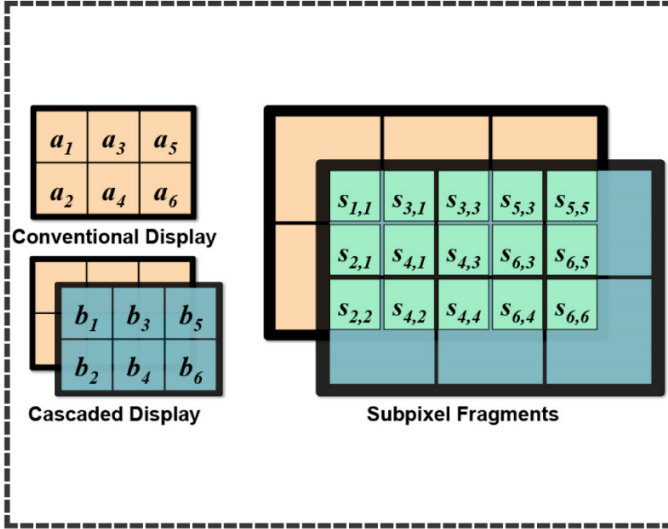 a1 a3 a5
a2 a4 a6
Conventional Display
b1 b3 b5
b2 b4 b6
Cascaded Display
s1,1 s3,1 s3,3 s5,3 s5,5
s2,1 s4,1 s4,3 s6,3 s6,5
s2,2 s4,2 s4,4 s6,4 s6,6
Subpixel Fragments